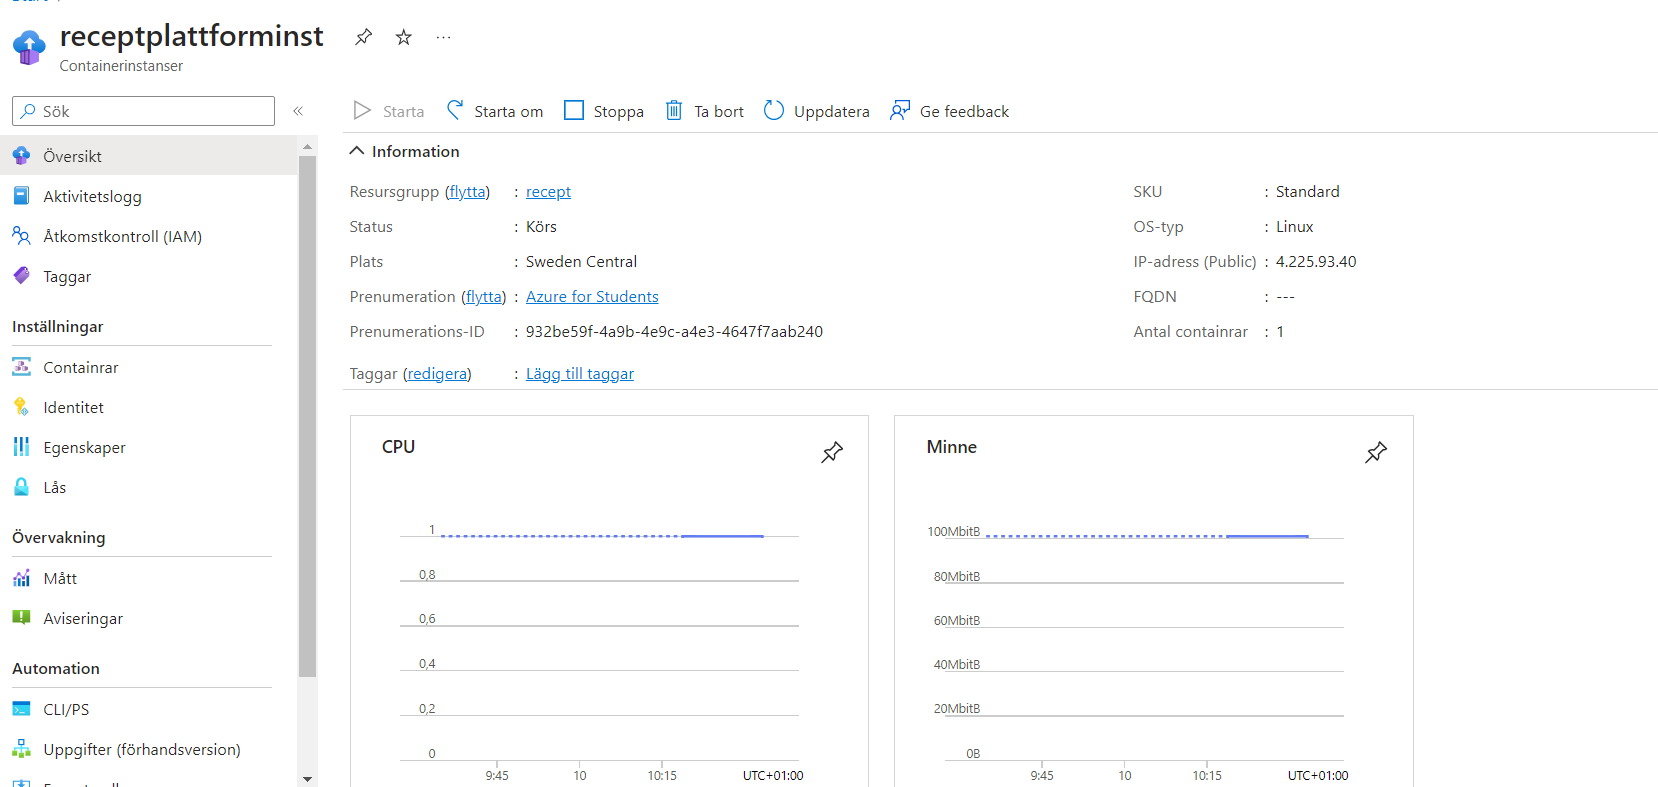 receptplattforminst
Containerinstanser
Sök
Starta
Starta om
Stoppa
Ta bort
Uppdatera
Ge feedback
Översikt
Aktivitetslogg
Åtkomstkontroll (IAM)
Taggar
Inställningar
Containrar
Identitet
Egenskaper
Lås
Övervakning
Mått
Aviseringar
Automation
CLI/PS
Uppgifter (förhandsversion)
Information
Resursgrupp (flytta) : recept
Status : Körs
Plats : Sweden Central
Prenumeration (flytta) : Azure for Students
Prenumerations-ID : 932be59f-4a9b-4e9c-a4e3-4647f7aab240
Taggar (redigera) : Lägg till taggar
SKU : Standard
OS-typ : Linux
IP-adress (Public) : 4.225.93.40
FQDN : ---
Antal containrar : 1
CPU
1
0,8
0,6
0,4
0,2
0
9:45 10 10:15 UTC+01:00
Minne
100MbitB
80MbitB
60MbitB
40MbitB
20MbitB
0B
9:45 10 10:15 UTC+01:00